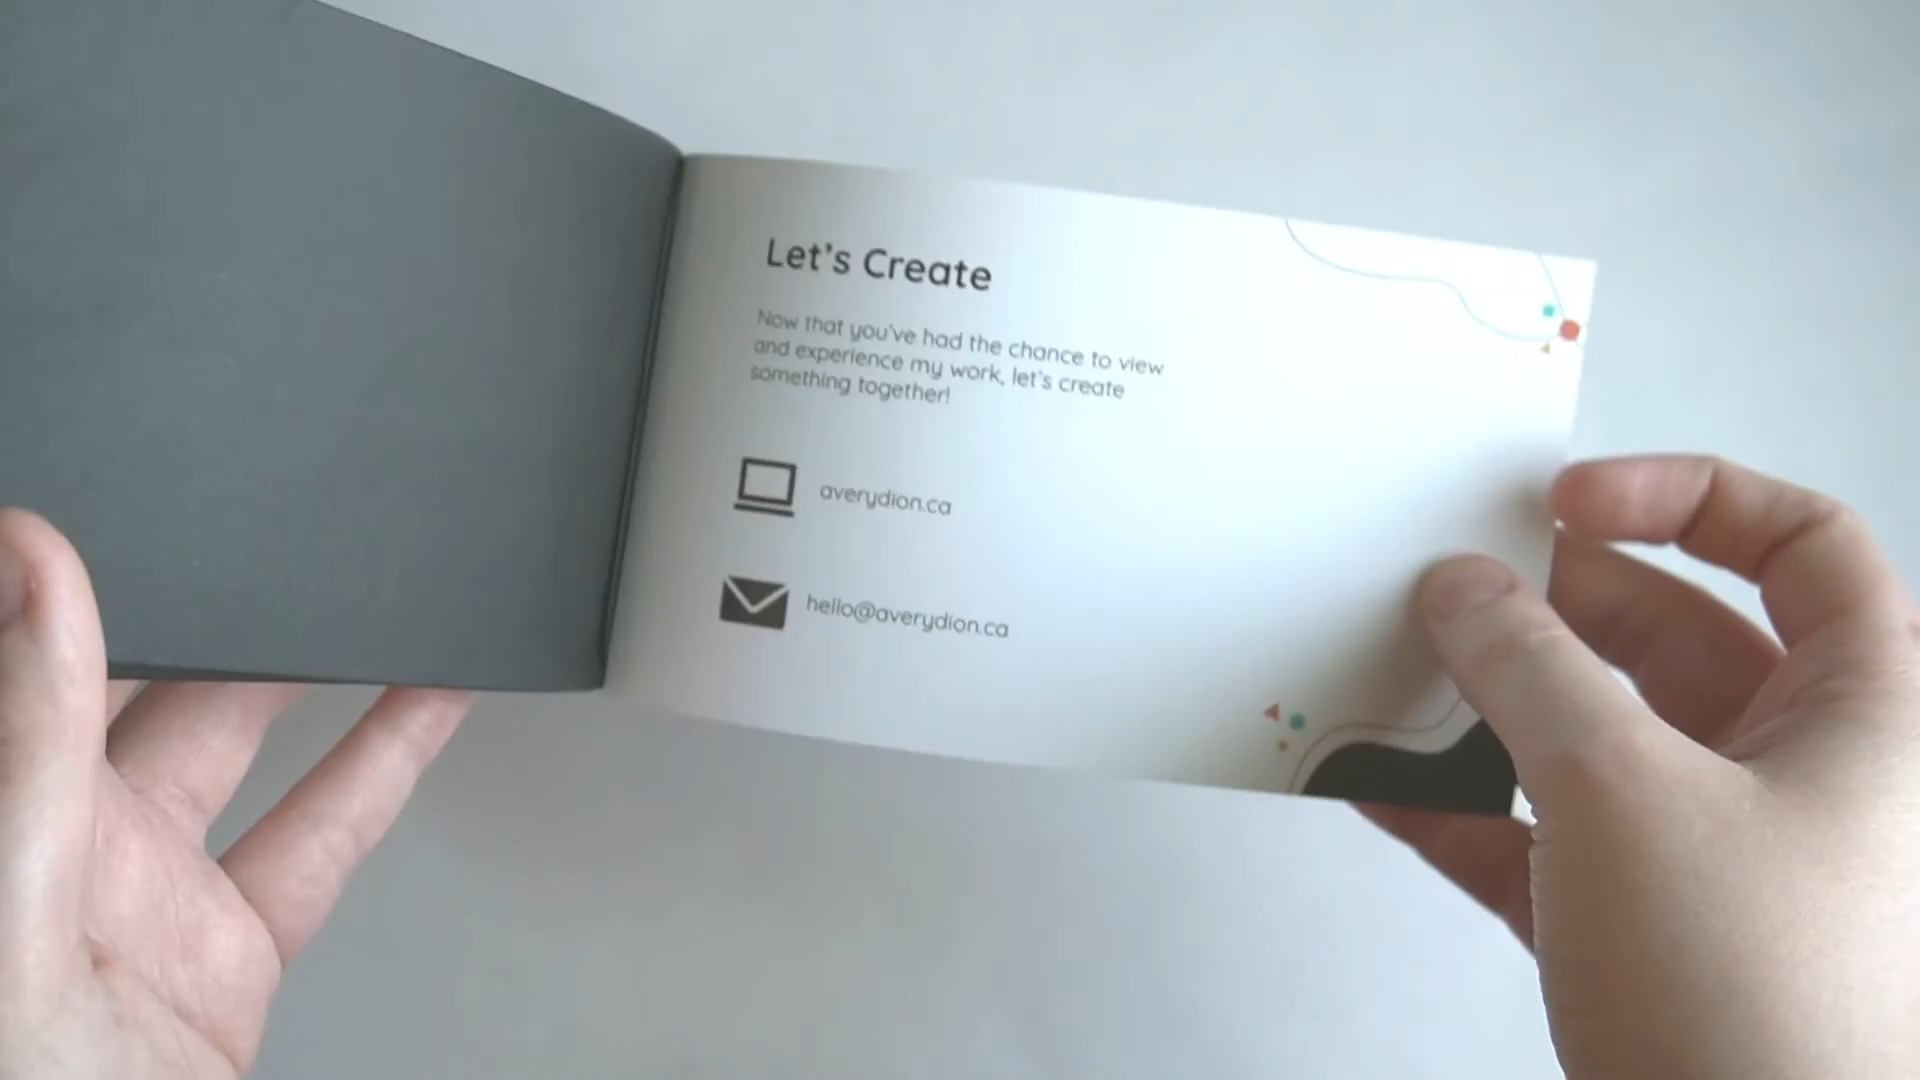 Let's Create
Now that you've had the chance to view
and experience my work, let's create
something together!
averydion.ca
hello@averydion.ca